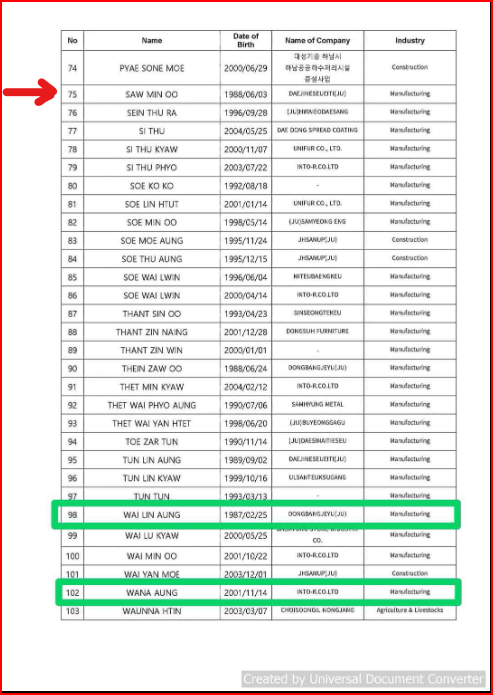 No Name Date of Birth Name of Company Industry
74 PYAE SONE MOE 2000/06/29 대성기공 하남시 하남공공하수처리시설 증설사업 Construction
75 SAW MIN OO 1988/06/03 DAEJINESEUEITE(JU) Manufacturing
76 SEIN THU RA 1996/09/28 (JU)HWNEODAESANG Manufacturing
77 SI THU 2004/05/25 DAE DONG SPREAD COATING Manufacturing
78 SI THU KYAW 2000/11/07 UNIFUR CO., LTD. Manufacturing
79 SI THU PHYO 2003/07/22 INTO-R.CO.LTD Manufacturing
80 SOE KO KO 1992/08/18 - Manufacturing
81 SOE LIN HTUT 2001/01/14 UNIFUR CO., LTD. Manufacturing
82 SOE MIN OO 1998/05/14 (JU)SAMYEONG ENG Manufacturing
83 SOE MOE AUNG 1995/11/24 JHSANUP(JU) Construction
84 SOE THU AUNG 1995/12/15 JHSANUP(JU) Construction
85 SOE WAI LWIN 1996/06/04 MITEUBAENGKEU Manufacturing
86 SOE WAI LWIN 2000/04/14 INTO-R.CO.LTD Manufacturing
87 THANT SIN OO 1993/04/23 SINSEONGTEKEU Manufacturing
88 THANT ZIN NAING 2001/12/28 DONGSUH FURNITURE Manufacturing
89 THANT ZIN WIN 2000/01/01 - Manufacturing
90 THEIN ZAW OO 1988/06/24 DONGBANGJEYU(JU) Manufacturing
91 THET MIN KYAW 2004/02/12 INTO-R.CO.LTD Manufacturing
92 THET WAI PHYO AUNG 1990/07/06 SAMHYUNG METAL Manufacturing
93 THET WAI YAN HTET 1998/06/20 (JU)BUYEONGGAGU Manufacturing
94 TOE ZAR TUN 1990/11/14 (JU)DAESINAITIESEU Manufacturing
95 TUN LIN AUNG 1989/09/02 DAEJINESEUEITE(JU) Manufacturing
96 TUN LIN KYAW 1999/10/16 ULSANTEUKSUGANG Manufacturing
97 TUN TUN 1993/03/13 - Manufacturing
98 WAI LIN AUNG 1987/02/25 DONGBANGJEYU(JU) Manufacturing
99 WAI LU KYAW 2000/05/25 STONE INDUSTRY CO. Manufacturing
100 WAI MIN OO 2001/10/22 INTO-R.CO.LTD Manufacturing
101 WAI YAN MOE 2003/12/01 JHSANUP(JU) Construction
102 WANA AUNG 2001/11/14 INTO-R.CO.LTD Manufacturing
103 WAUNNA HTIN 2003/03/07 CHOISOONGIL NONGJANG Agriculture & Livestocks
Created by Universal Document Converter